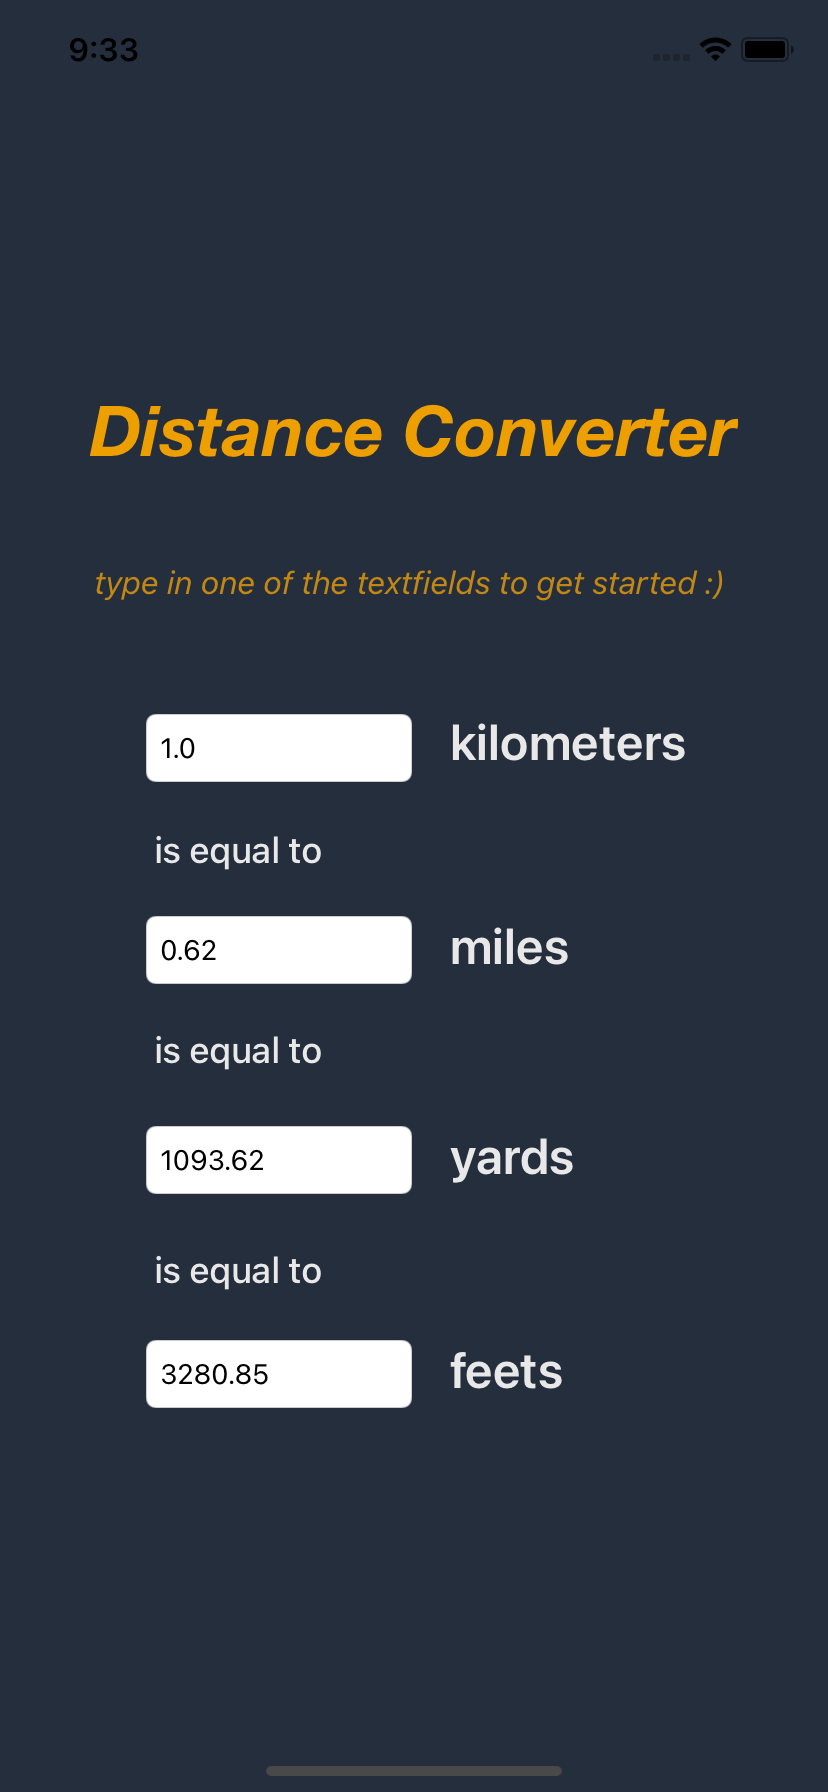 9:33
Distance Converter
type in one of the textfields to get started :)
1.0 kilometers
is equal to
0.62 miles
is equal to
1093.62 yards
is equal to
3280.85 feets